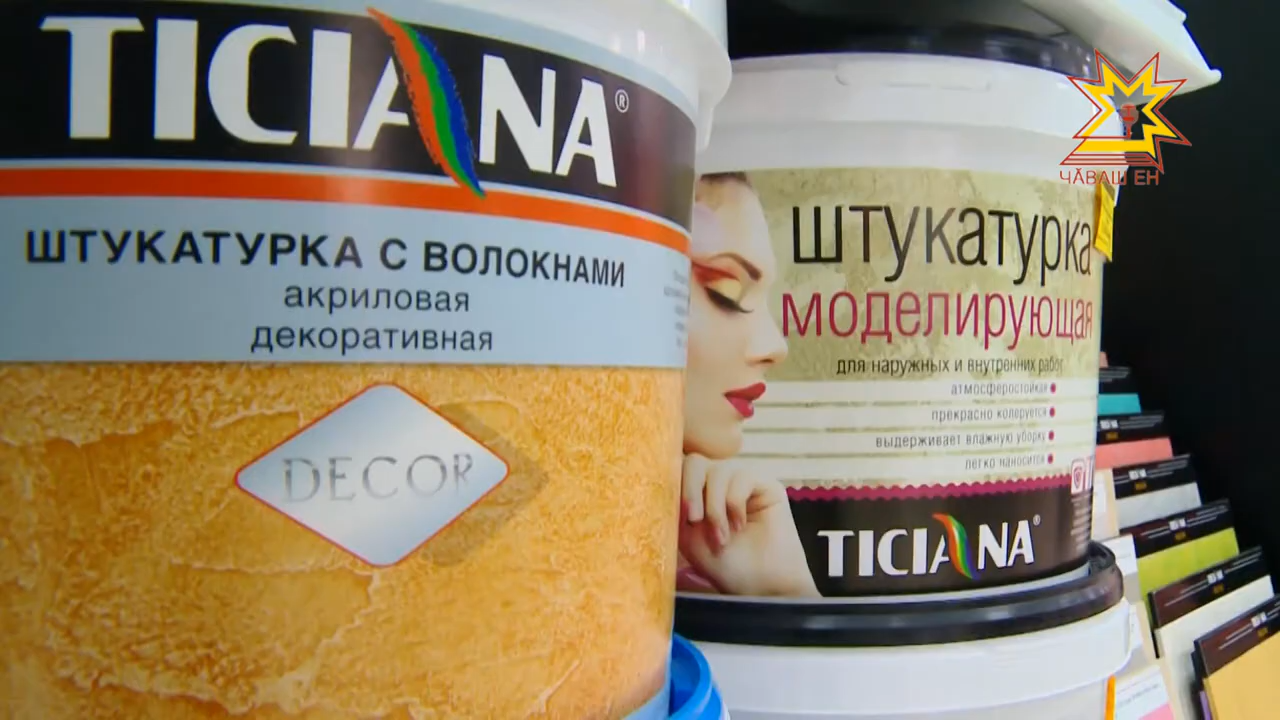 TICIANA®
ШТУКАТУРКА С ВОЛОКНАМИ
акриловая
декоративная
DECOR
штукатурка
моделирующая
для наружных и внутренних работ
атмосферостойкая
прекрасно колеруется
выдерживает влажную уборку
легко наносится
TICIANA®
ЧӐВАШ ЕН